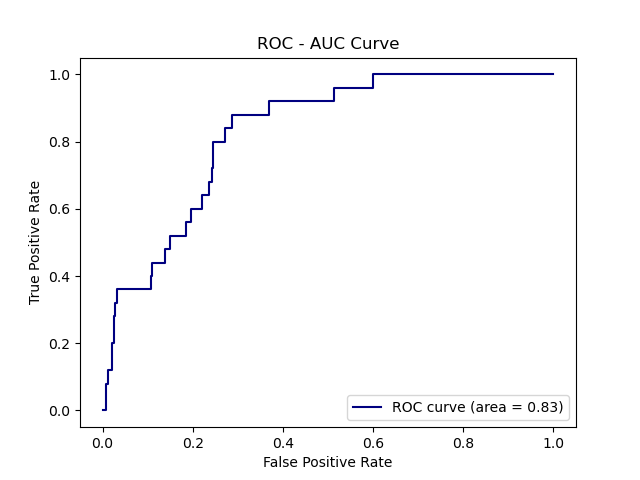 ROC - AUC Curve
True Positive Rate
1.0
0.8
0.6
0.4
0.2
0.0
ROC curve (area = 0.83)
0.0 0.2 0.4 0.6 0.8 1.0
False Positive Rate